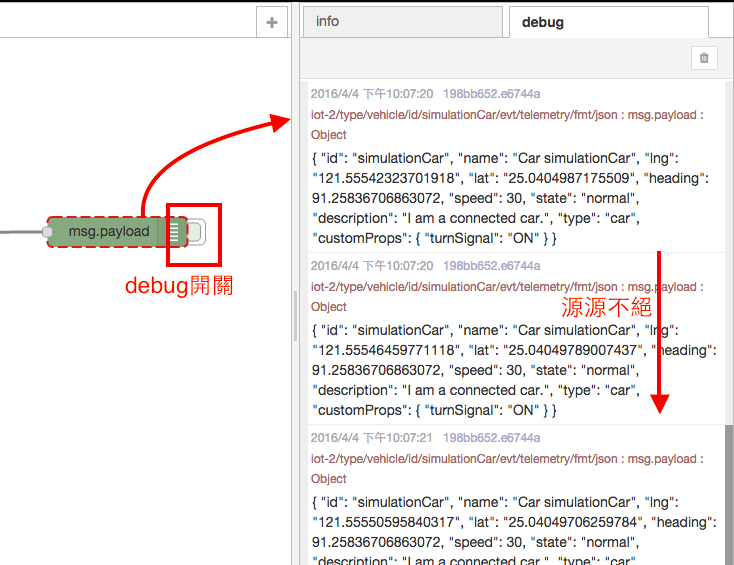 +
info
debug
2016/4/4 下午10:07:20 198bb652.e6744a
iot-2/type/vehicle/id/simulationCar/evt/telemetry/fmt/json : msg.payload :
Object
{ "id": "simulationCar", "name": "Car simulationCar", "lng":
"121.55542323701918", "lat": "25.0404987175509", "heading":
91.25836706863072, "speed": 30, "state": "normal",
"description": "I am a connected car.", "type": "car",
"customProps": { "turnSignal": "ON" } }
msg.payload
debug開關
2016/4/4 下午10:07:20 198bb652.e6744a
iot-2/type/vehicle/id/simulationCar/evt/telemetry/fmt/json : msg.payload :
Object
源源不絕
{ "id": "simulationCar", "name": "Car simulationCar", "lng":
"121.55546459771118", "lat": "25.04049789007437", "heading":
91.25836706863072, "speed": 30, "state": "normal",
"description": "I am a connected car.", "type": "car",
"customProps": { "turnSignal": "ON" } }
2016/4/4 下午10:07:21 198bb652.e6744a
iot-2/type/vehicle/id/simulationCar/evt/telemetry/fmt/json : msg.payload :
Object
{ "id": "simulationCar", "name": "Car simulationCar", "lng":
"121.55550595840317", "lat": "25.04049706259784", "heading":
91.25836706863072, "speed": 30, "state": "normal",
"description": "I am a connected car.", "type": "car",